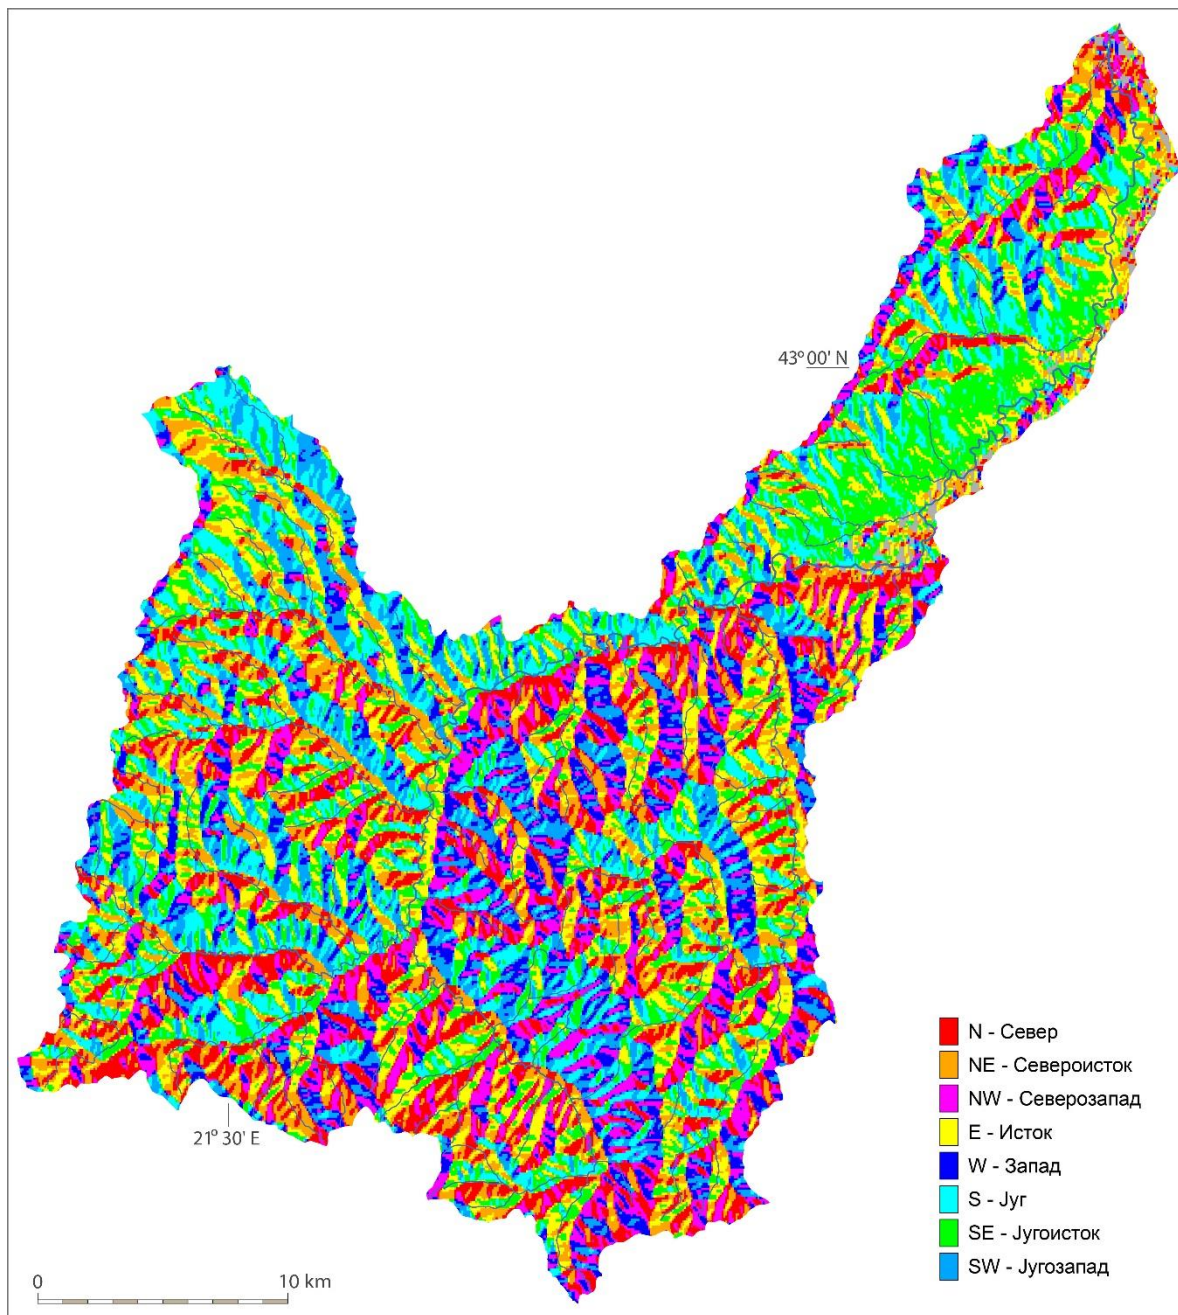 43º 00' N
N - Север
NE - Североисток
NW - Северозапад
E - Исток
W - Запад
S - Југ
SE - Југоисток
SW - Југозапад
21º 30' E
0 10 km